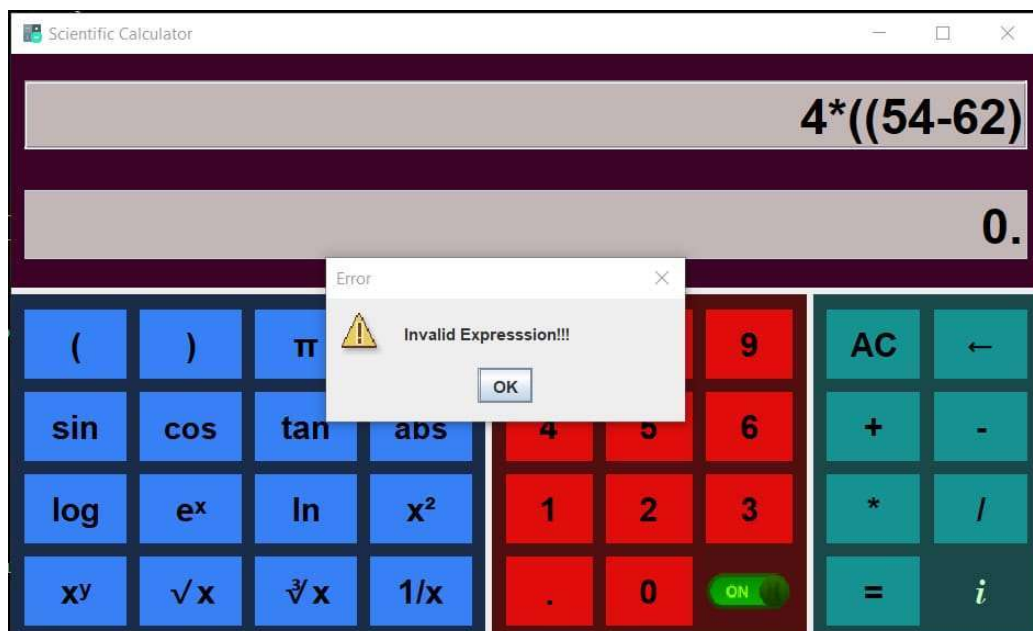 Scientific Calculator
4*((54-62)
0.
Error
Invalid Expresssion!!!
OK
( ) π 9 AC ←
sin cos tan abs 4 5 6 + -
log eˣ ln x² 1 2 3 * /
xʸ √x ∛x 1/x . 0 ON = i